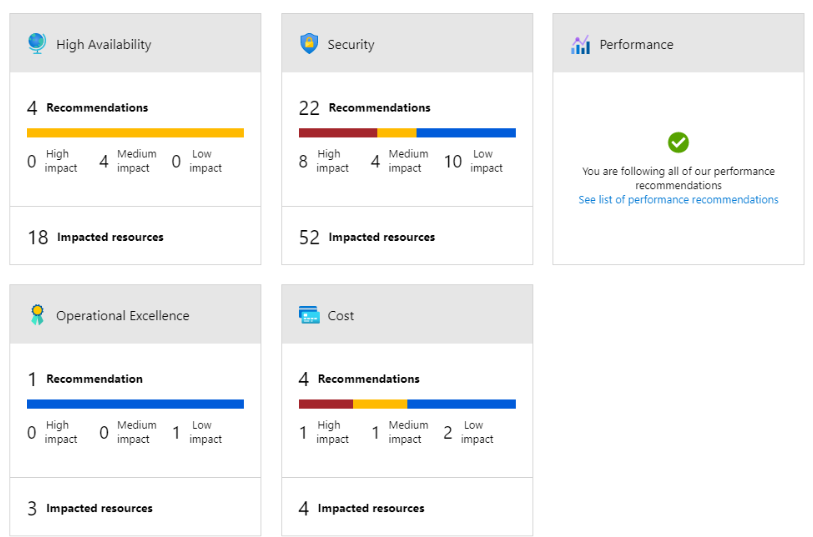 High Availability
4 Recommendations
0 High impact 4 Medium impact 0 Low impact
18 Impacted resources
Security
22 Recommendations
8 High impact 4 Medium impact 10 Low impact
52 Impacted resources
Performance
You are following all of our performance
recommendations
See list of performance recommendations
Operational Excellence
1 Recommendation
0 High impact 0 Medium impact 1 Low impact
3 Impacted resources
Cost
4 Recommendations
1 High impact 1 Medium impact 2 Low impact
4 Impacted resources